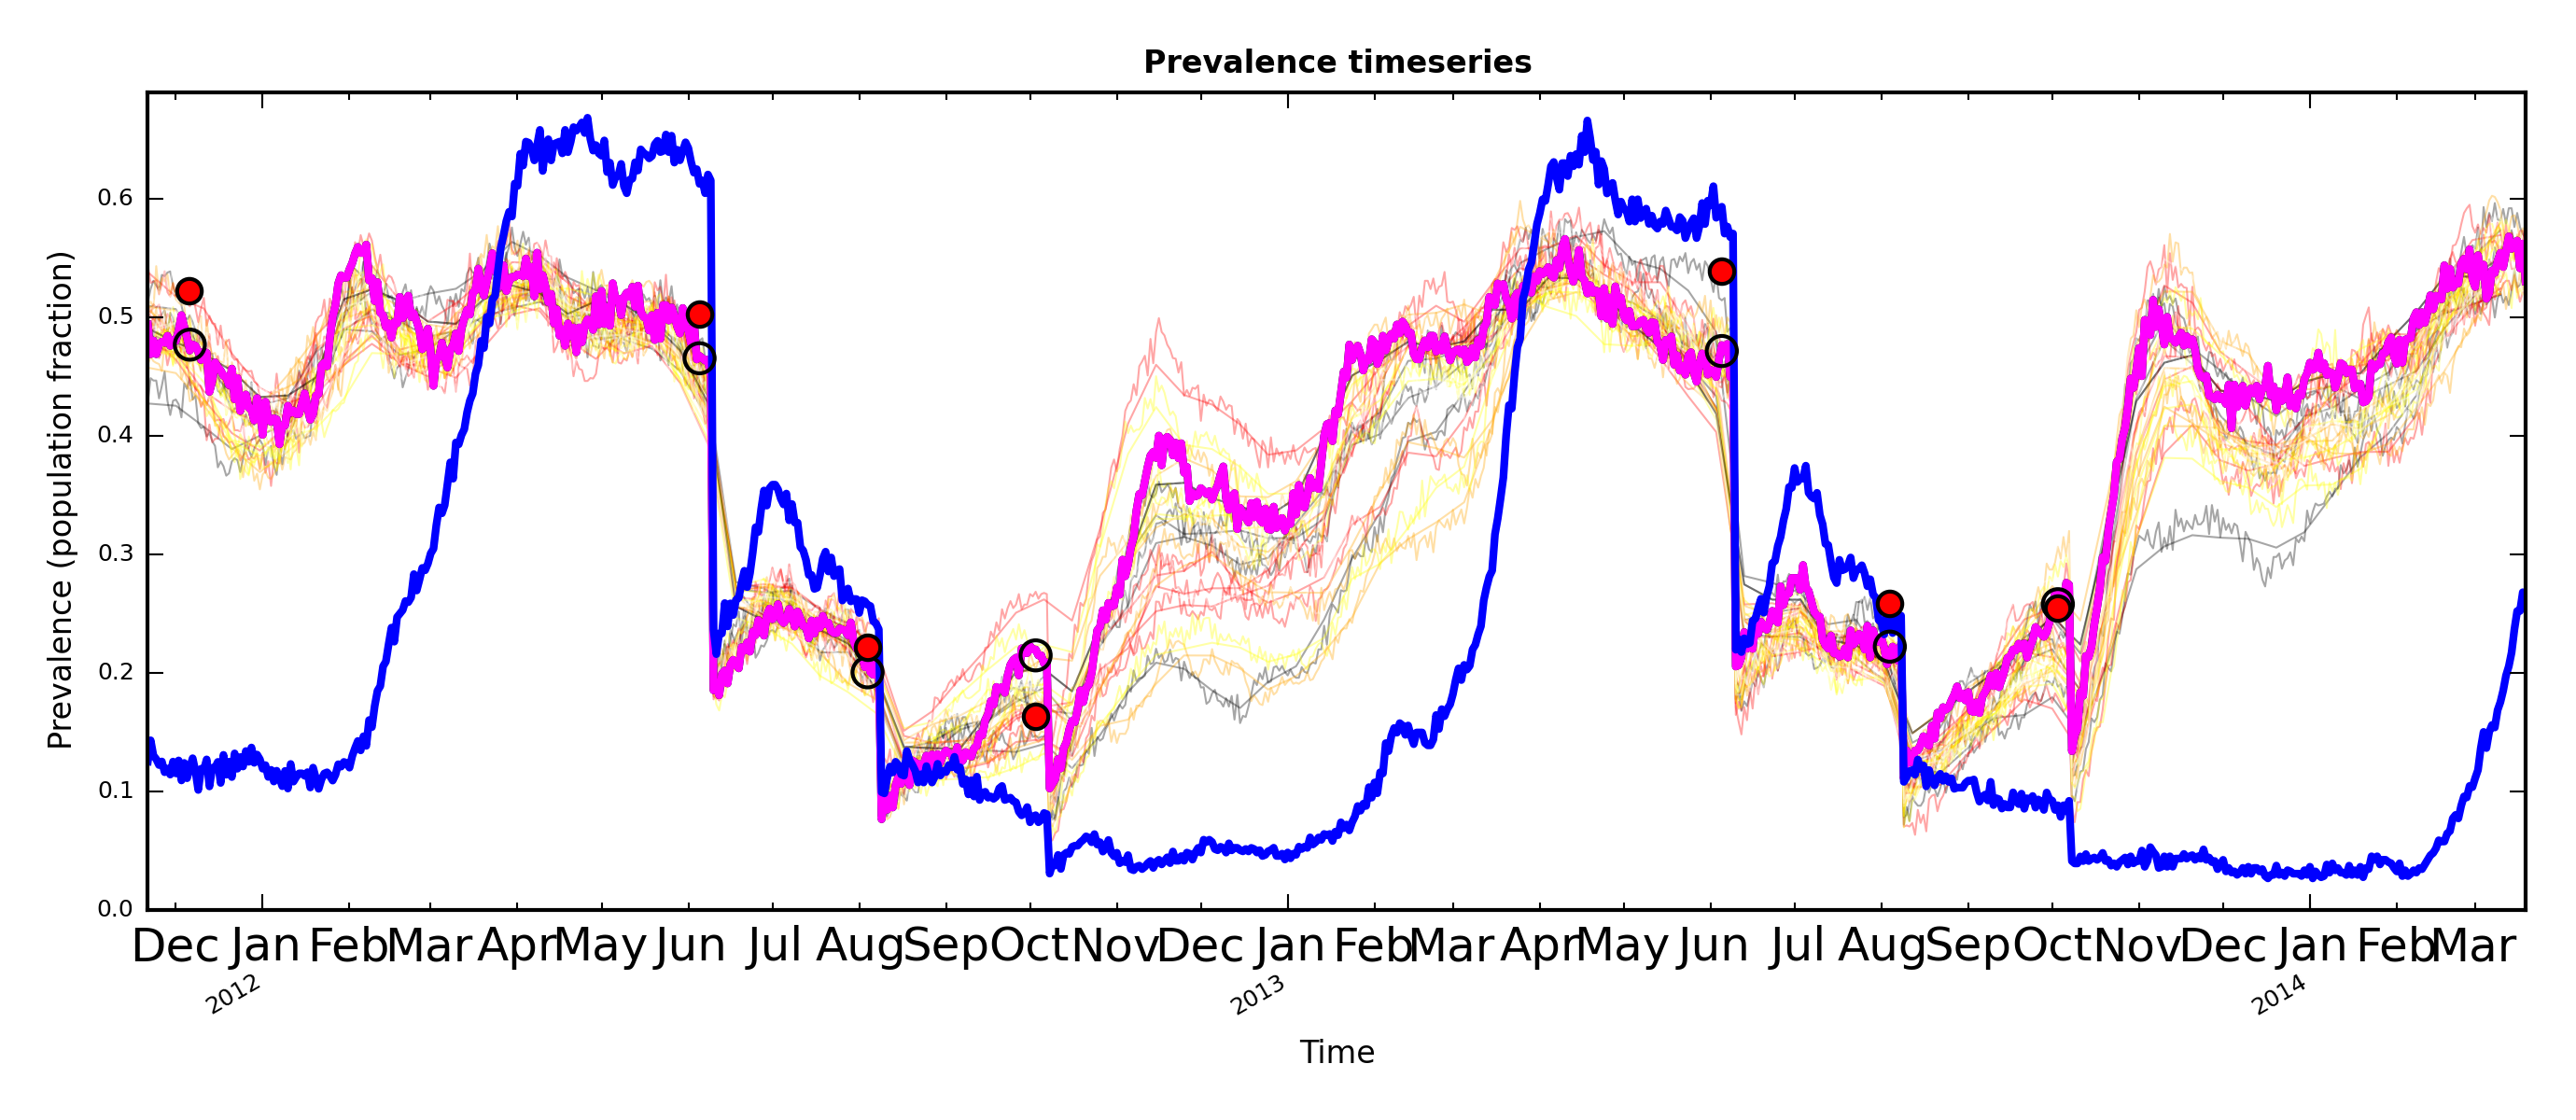 Prevalence timeseries
Prevalence (population fraction)
0.6
0.5
0.4
0.3
0.2
0.1
0.0
Dec Jan Feb Mar Apr May Jun Jul Aug Sep Oct Nov Dec Jan Feb Mar Apr May Jun Jul Aug Sep Oct Nov Dec Jan Feb Mar
2012 2013 2014
Time